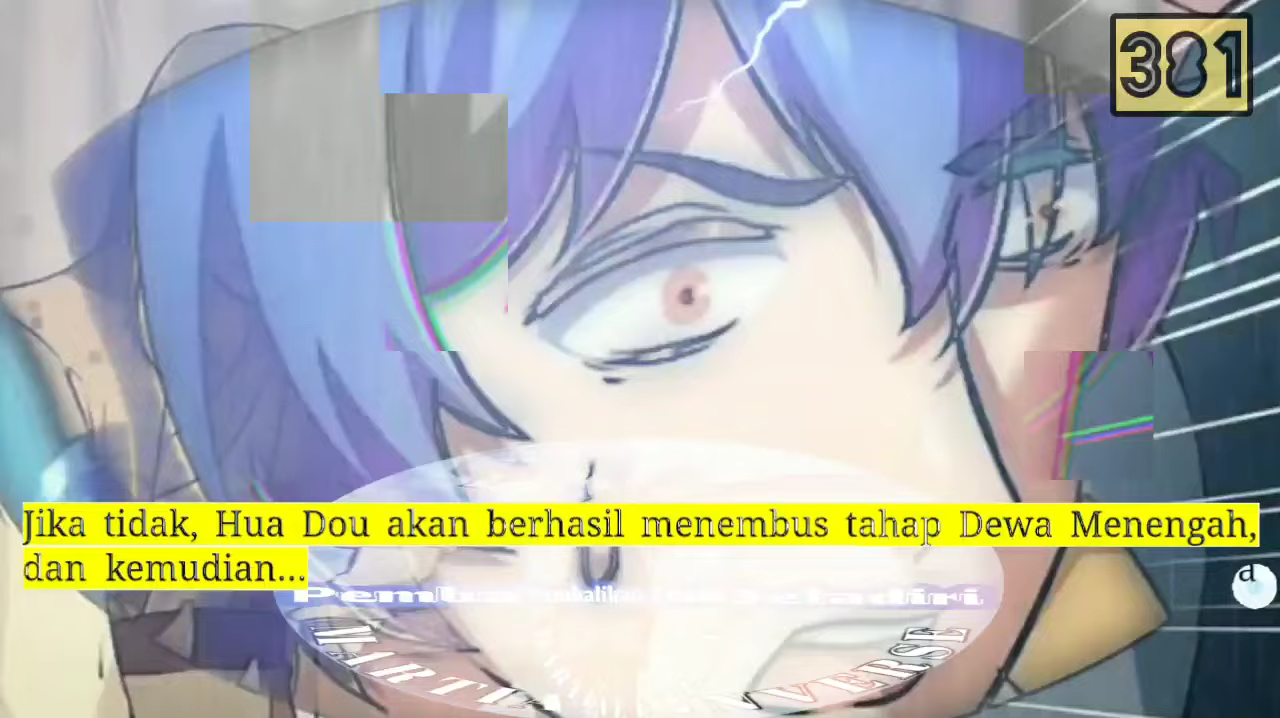 381
Jika tidak, Hua Dou akan berhasil menembus tahap Dewa Menengah,
dan kemudian...
a